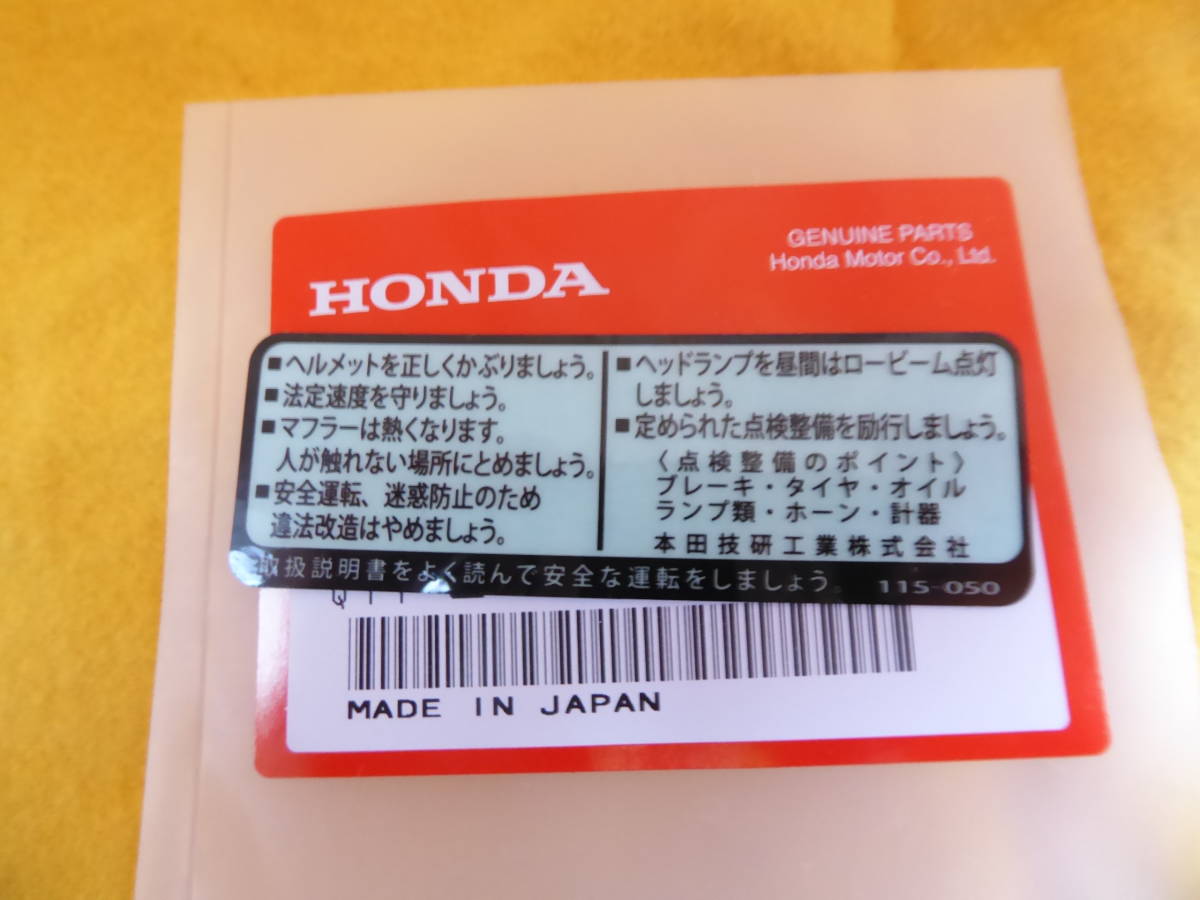 GENUINE PARTS
Honda Motor Co., Ltd.
HONDA
■ヘルメットを正しくかぶりましょう。
■法定速度を守りましょう。
■マフラーは熱くなります。
人が触れない場所にとめましょう。
■安全運転、迷惑防止のため
違法改造はやめましょう。
■ヘッドランプを昼間はロービーム点灯
しましょう。
■定められた点検整備を励行しましょう。
〈点検整備のポイント〉
ブレーキ・タイヤ・オイル
ランプ類・ホーン・計器
本田技研工業株式会社
取扱説明書をよく読んで安全な運転をしましょう。 115-050
MADE IN JAPAN